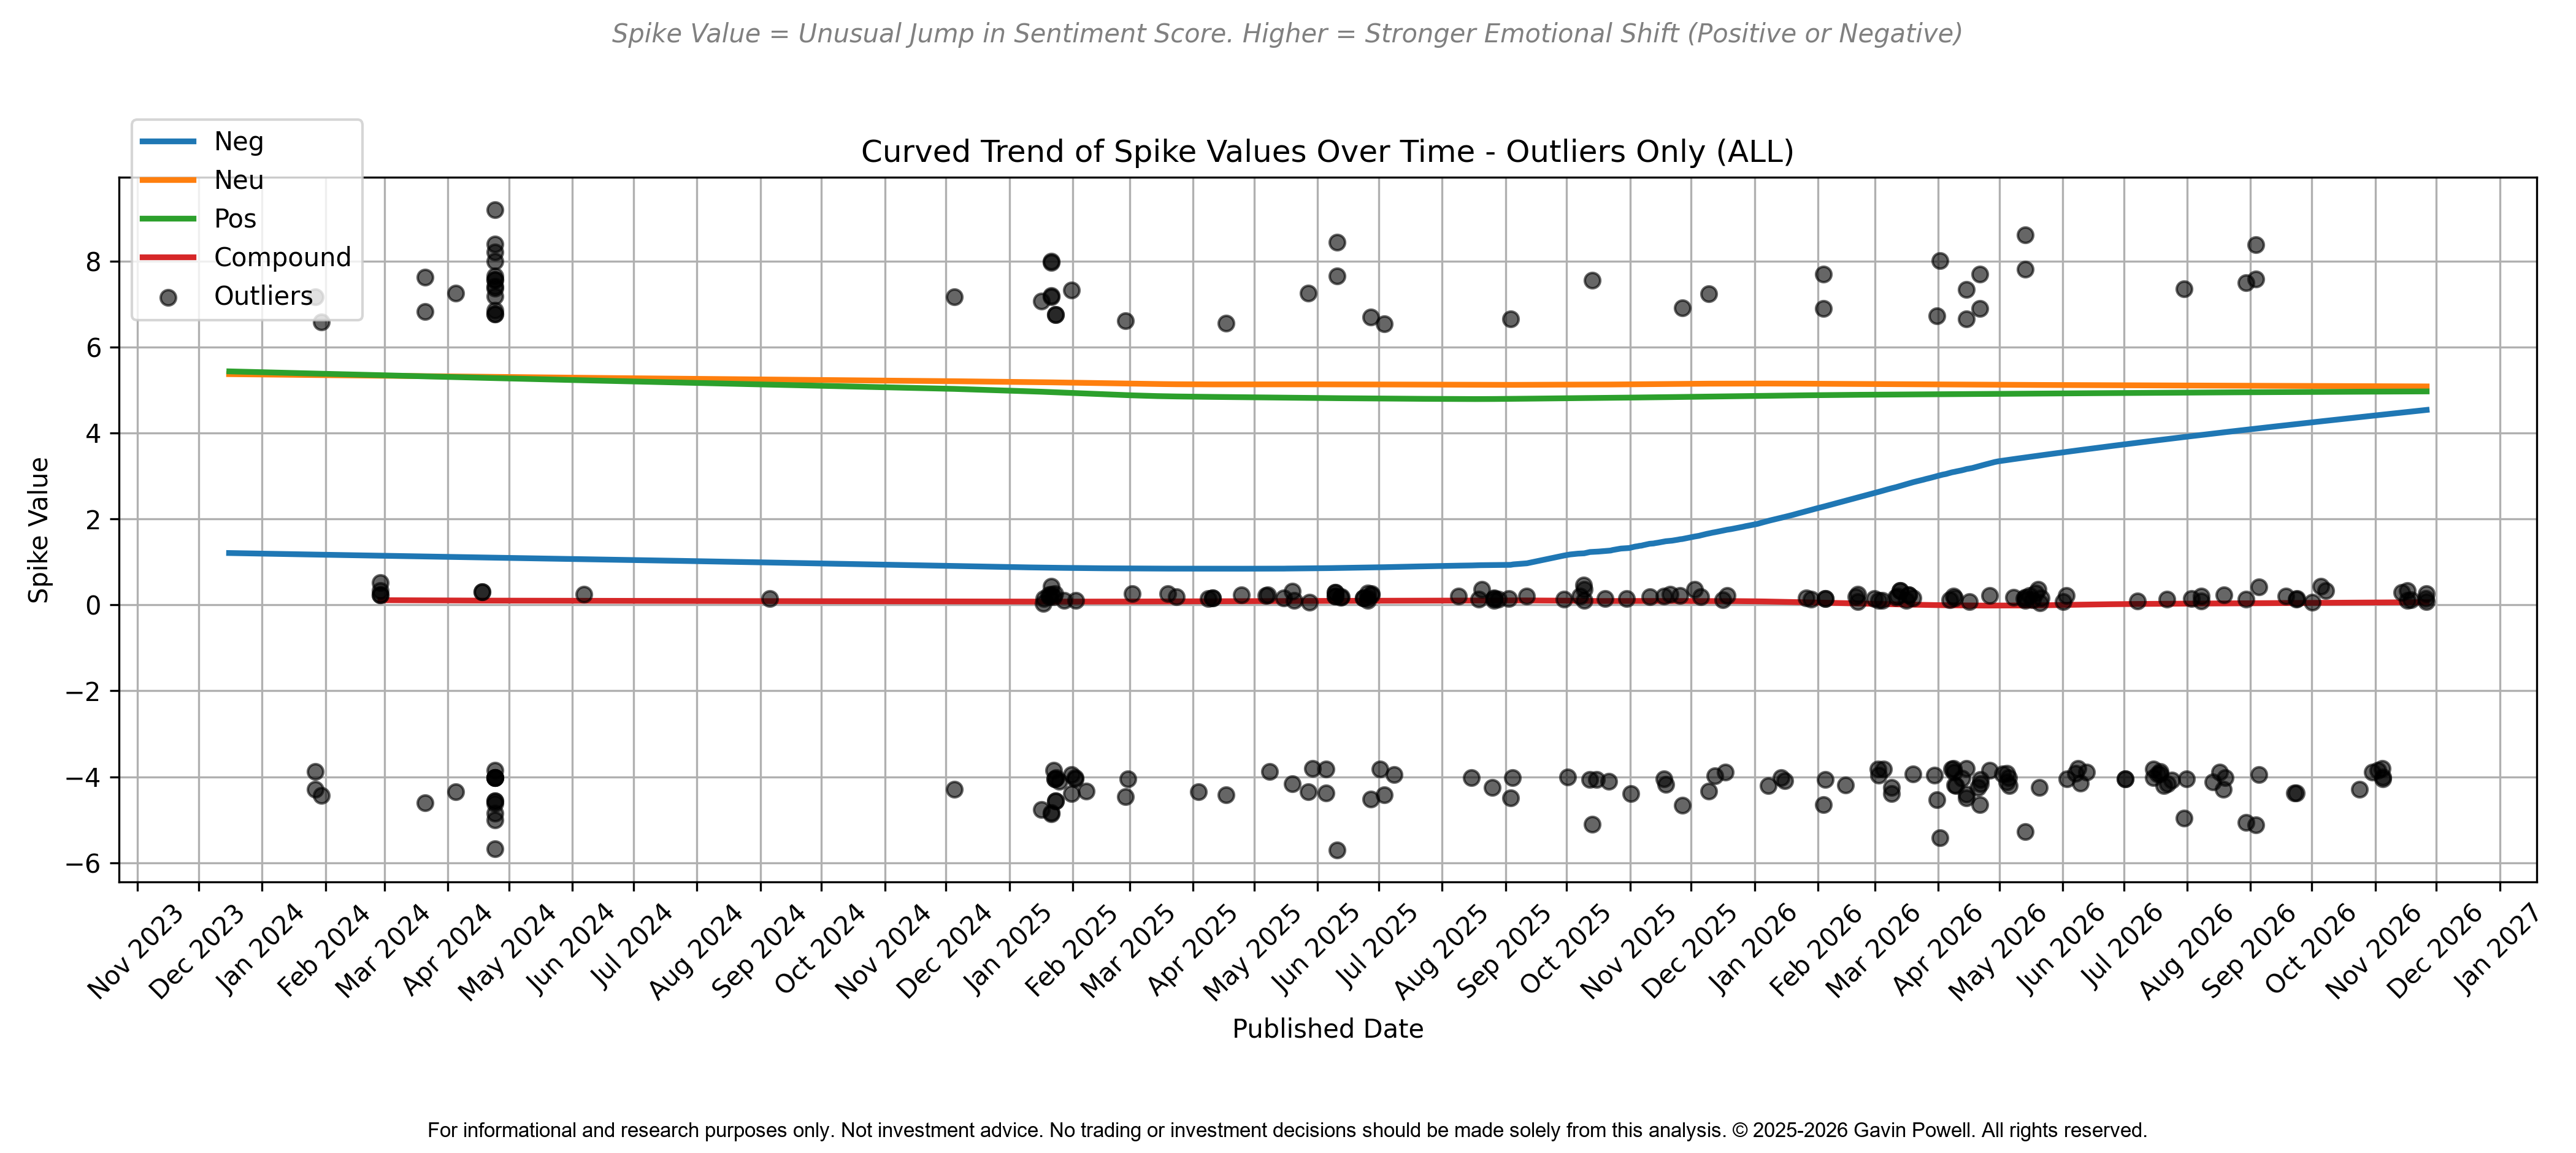 Spike Value = Unusual Jump in Sentiment Score. Higher = Stronger Emotional Shift (Positive or Negative)
Curved Trend of Spike Values Over Time - Outliers Only (ALL)
Neg
Neu
Pos
Compound
Outliers
Spike Value
8
6
4
2
0
−2
−4
−6
Nov 2023
Dec 2023
Jan 2024
Feb 2024
Mar 2024
Apr 2024
May 2024
Jun 2024
Jul 2024
Aug 2024
Sep 2024
Oct 2024
Nov 2024
Dec 2024
Jan 2025
Feb 2025
Mar 2025
Apr 2025
May 2025
Jun 2025
Jul 2025
Aug 2025
Sep 2025
Oct 2025
Nov 2025
Dec 2025
Jan 2026
Feb 2026
Mar 2026
Apr 2026
May 2026
Jun 2026
Jul 2026
Aug 2026
Sep 2026
Oct 2026
Nov 2026
Dec 2026
Jan 2027
Published Date
For informational and research purposes only. Not investment advice. No trading or investment decisions should be made solely from this analysis. © 2025-2026 Gavin Powell. All rights reserved.